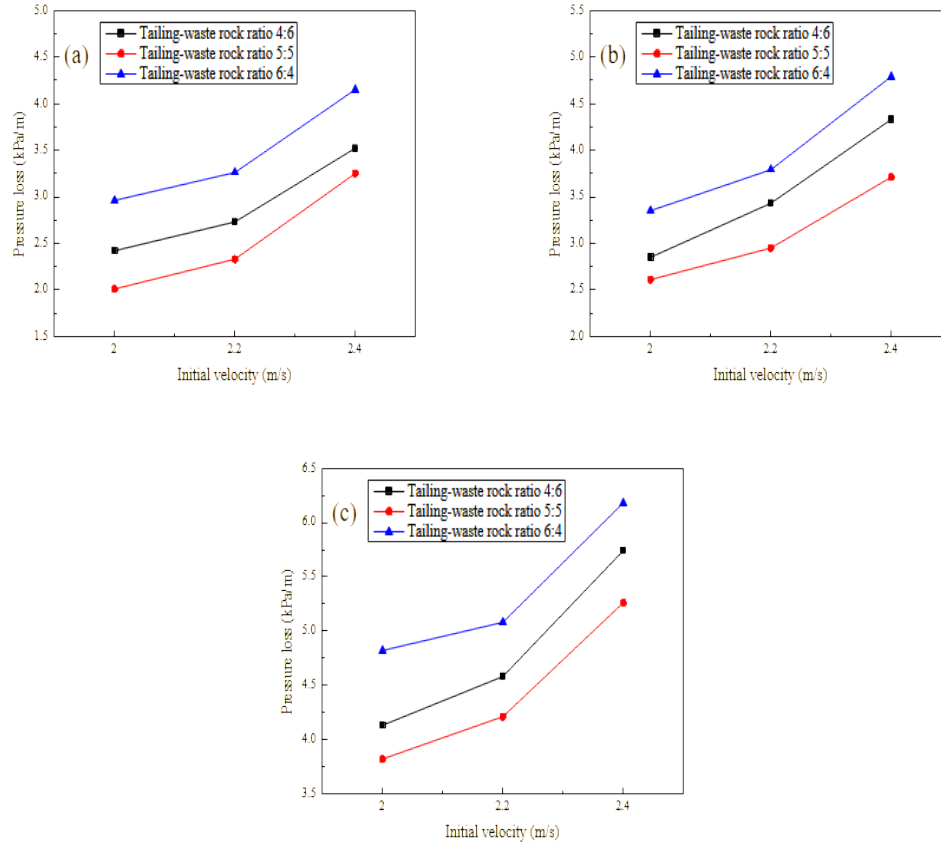 (a)
Tailing-waste rock ratio 4:6
Tailing-waste rock ratio 5:5
Tailing-waste rock ratio 6:4
5.0
4.5
4.0
3.5
3.0
2.5
2.0
1.5
Pressure loss (kPa/m)
2
2.2
2.4
Initial velocity (m/s)
(b)
Tailing-waste rock ratio 4:6
Tailing-waste rock ratio 5:5
Tailing-waste rock ratio 6:4
5.5
5.0
4.5
4.0
3.5
3.0
2.5
2.0
Pressure loss (kPa/m)
2
2.2
2.4
Initial velocity (m/s)
(c)
Tailing-waste rock ratio 4:6
Tailing-waste rock ratio 5:5
Tailing-waste rock ratio 6:4
6.5
6.0
5.5
5.0
4.5
4.0
3.5
Pressure loss (kPa/m)
2
2.2
2.4
Initial velocity (m/s)